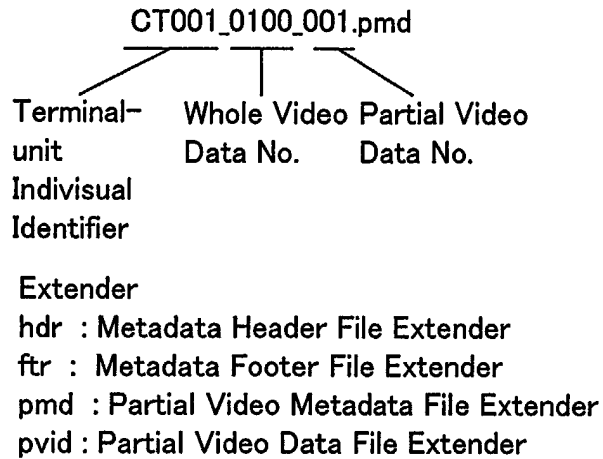 CT001_0100_001.pmd
Terminal-
unit
Indivisual
Identifier
Whole Video
Data No.
Partial Video
Data No.
Extender
hdr : Metadata Header File Extender
ftr : Metadata Footer File Extender
pmd : Partial Video Metadata File Extender
pvid : Partial Video Data File Extender